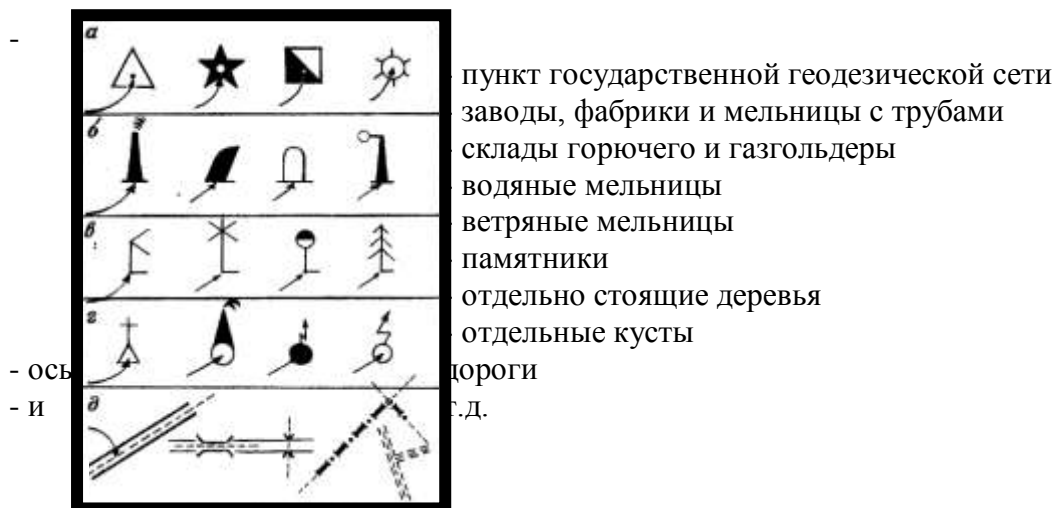 -
- пункт государственной геодезической сети
- заводы, фабрики и мельницы с трубами
- склады горючего и газгольдеры
- водяные мельницы
- ветряные мельницы
- памятники
- отдельно стоящие деревья
- отдельные кусты
- ось дороги
- и т.д.
а
б
в
г
д